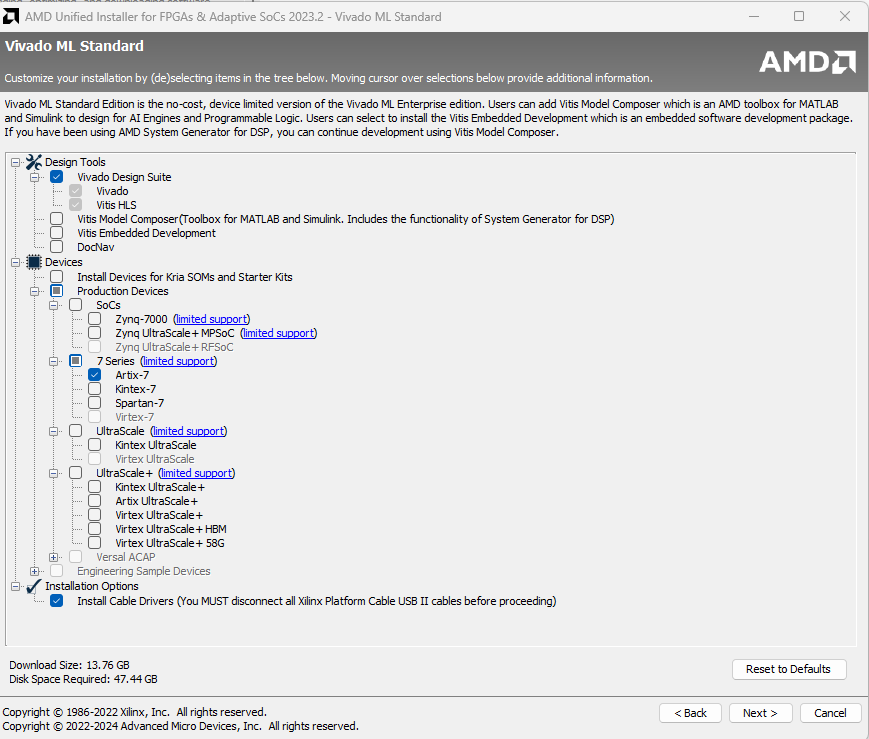 AMD Unified Installer for FPGAs & Adaptive SoCs 2023.2 - Vivado ML Standard
Vivado ML Standard
Customize your installation by (de)selecting items in the tree below. Moving cursor over selections below provide additional information.
AMD
Vivado ML Standard Edition is the no-cost, device limited version of the Vivado ML Enterprise edition. Users can add Vitis Model Composer which is an AMD toolbox for MATLAB
and Simulink to design for AI Engines and Programmable Logic. Users can select to install the Vitis Embedded Development which is an embedded software development package.
If you have been using AMD System Generator for DSP, you can continue development using Vitis Model Composer.
Design Tools
Vivado Design Suite
Vivado
Vitis HLS
Vitis Model Composer(Toolbox for MATLAB and Simulink. Includes the functionality of System Generator for DSP)
Vitis Embedded Development
DocNav
Devices
Install Devices for Kria SOMs and Starter Kits
Production Devices
SoCs
Zynq-7000 (limited support)
Zynq UltraScale+ MPSoC (limited support)
Zynq UltraScale+ RFSoC
7 Series (limited support)
Artix-7
Kintex-7
Spartan-7
Virtex-7
UltraScale (limited support)
Kintex UltraScale
Virtex UltraScale
UltraScale+ (limited support)
Kintex UltraScale+
Artix UltraScale+
Virtex UltraScale+
Virtex UltraScale+ HBM
Virtex UltraScale+ 58G
Versal ACAP
Engineering Sample Devices
Installation Options
Install Cable Drivers (You MUST disconnect all Xilinx Platform Cable USB II cables before proceeding)
Download Size: 13.76 GB
Disk Space Required: 47.44 GB
Reset to Defaults
Copyright © 1986-2022 Xilinx, Inc. All rights reserved.
Copyright © 2022-2024 Advanced Micro Devices, Inc. All rights reserved.
< Back
Next >
Cancel